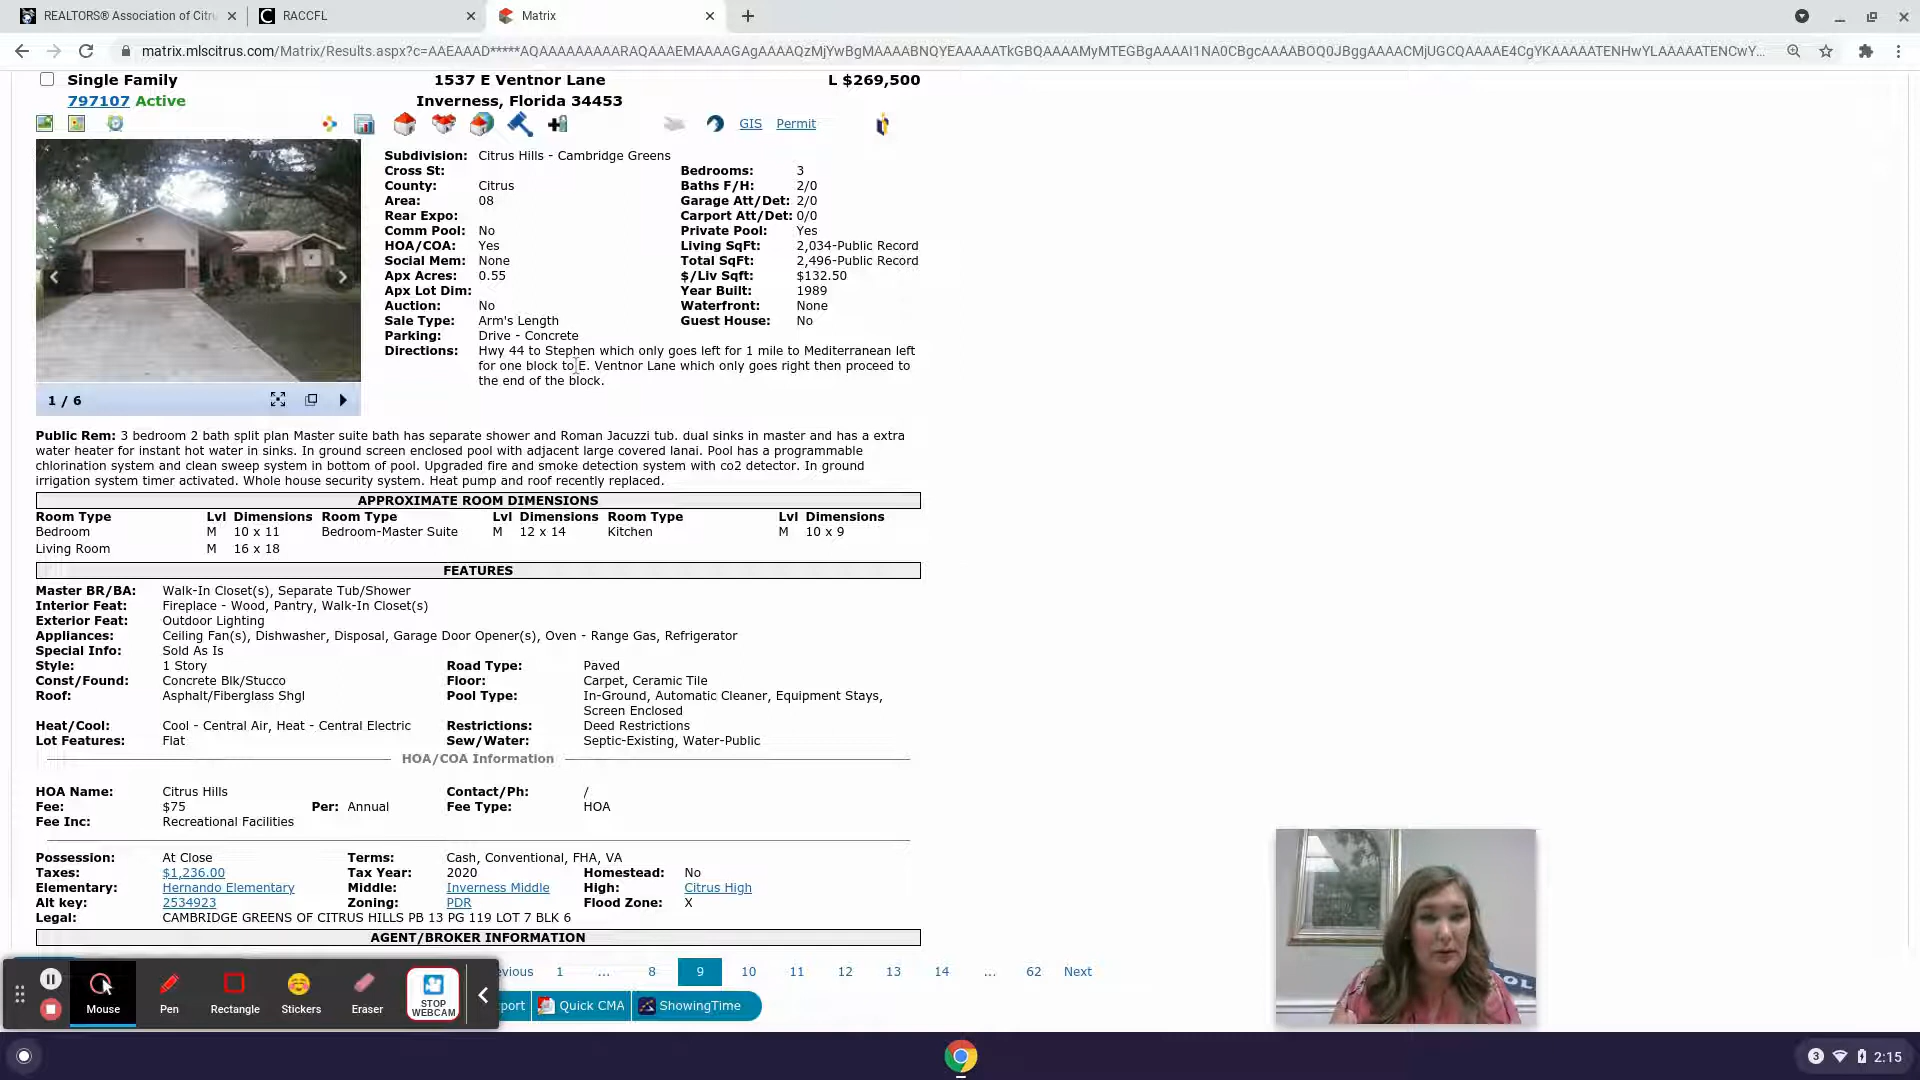 REALTORS® Association of Citru
RACCFL
Matrix
matrix.mlscitrus.com/Matrix/Results.aspx?c=AAEAAAD*****AQAAAAAAAAARAQAAAEMAAAAGAgAAAAQzMjYwBgMAAAABNQYEAAAAATkGBQAAAAMyMTEGBgAAAAI1NA0CBgcAAAABOQ0JBggAAAACMjUGCQAAAAE4CgYKAAAAATENHwYLAAAAATENCwY...
Single Family 1537 E Ventnor Lane L $269,500
797107 Active Inverness, Florida 34453
GIS Permit
Subdivision: Citrus Hills - Cambridge Greens
Cross St: Bedrooms: 3
County: Citrus Baths F/H: 2/0
Area: 08 Garage Att/Det: 2/0
Rear Expo: Carport Att/Det: 0/0
Comm Pool: No Private Pool: Yes
HOA/COA: Yes Living SqFt: 2,034-Public Record
Social Mem: None Total SqFt: 2,496-Public Record
Apx Acres: 0.55 $/Liv Sqft: $132.50
Apx Lot Dim: Year Built: 1989
Auction: No Waterfront: None
Sale Type: Arm's Length Guest House: No
Parking: Drive - Concrete
Directions: Hwy 44 to Stephen which only goes left for 1 mile to Mediterranean left
for one block to E. Ventnor Lane which only goes right then proceed to
the end of the block.
1 / 6
Public Rem: 3 bedroom 2 bath split plan Master suite bath has separate shower and Roman Jacuzzi tub. dual sinks in master and has a extra
water heater for instant hot water in sinks. In ground screen enclosed pool with adjacent large covered lanai. Pool has a programmable
chlorination system and clean sweep system in bottom of pool. Upgraded fire and smoke detection system with co2 detector. In ground
irrigation system timer activated. Whole house security system. Heat pump and roof recently replaced.
APPROXIMATE ROOM DIMENSIONS
Room Type Lvl Dimensions Room Type Lvl Dimensions Room Type Lvl Dimensions
Bedroom M 10 x 11 Bedroom-Master Suite M 12 x 14 Kitchen M 10 x 9
Living Room M 16 x 18
FEATURES
Master BR/BA: Walk-In Closet(s), Separate Tub/Shower
Interior Feat: Fireplace - Wood, Pantry, Walk-In Closet(s)
Exterior Feat: Outdoor Lighting
Appliances: Ceiling Fan(s), Dishwasher, Disposal, Garage Door Opener(s), Oven - Range Gas, Refrigerator
Special Info: Sold As Is
Style: 1 Story Road Type: Paved
Const/Found: Concrete Blk/Stucco Floor: Carpet, Ceramic Tile
Roof: Asphalt/Fiberglass Shgl Pool Type: In-Ground, Automatic Cleaner, Equipment Stays,
Screen Enclosed
Heat/Cool: Cool - Central Air, Heat - Central Electric Restrictions: Deed Restrictions
Lot Features: Flat Sew/Water: Septic-Existing, Water-Public
HOA/COA Information
HOA Name: Citrus Hills Contact/Ph: /
Fee: $75 Per: Annual Fee Type: HOA
Fee Inc: Recreational Facilities
Possession: At Close Terms: Cash, Conventional, FHA, VA
Taxes: $1,236.00 Tax Year: 2020 Homestead: No
Elementary: Hernando Elementary Middle: Inverness Middle High: Citrus High
Alt key: 2534923 Zoning: PDR Flood Zone: X
Legal: CAMBRIDGE GREENS OF CITRUS HILLS PB 13 PG 119 LOT 7 BLK 6
AGENT/BROKER INFORMATION
evious 1 ... 8 9 10 11 12 13 14 ... 62 Next
port Quick CMA ShowingTime
Mouse Pen Rectangle Stickers Eraser STOP
WEBCAM
3 2:15